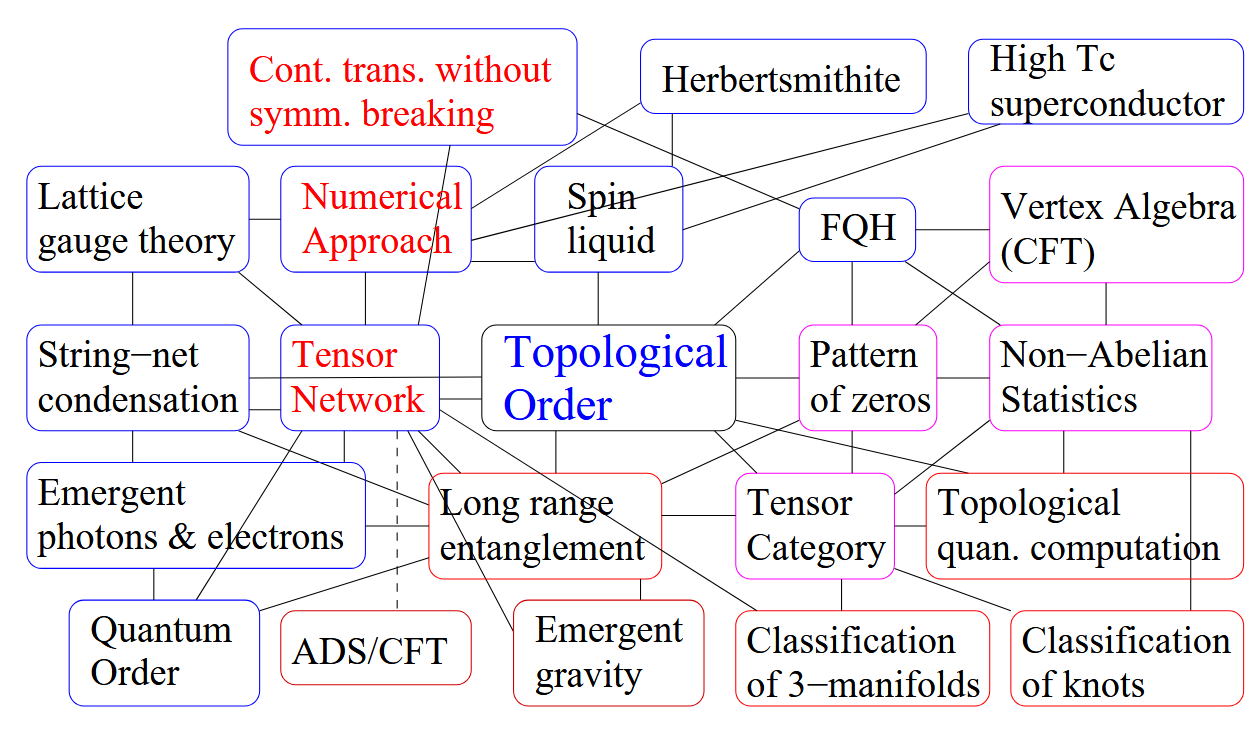 Cont. trans. without
symm. breaking
Herbertsmithite
High Tc
superconductor
Lattice
gauge theory
Numerical
Approach
Spin
liquid
FQH
Vertex Algebra
(CFT)
String−net
condensation
Tensor
Network
Topological
Order
Pattern
of zeros
Non−Abelian
Statistics
Emergent
photons & electrons
Long range
entanglement
Tensor
Category
Topological
quan. computation
Quantum
Order
ADS/CFT
Emergent
gravity
Classification
of 3−manifolds
Classification
of knots